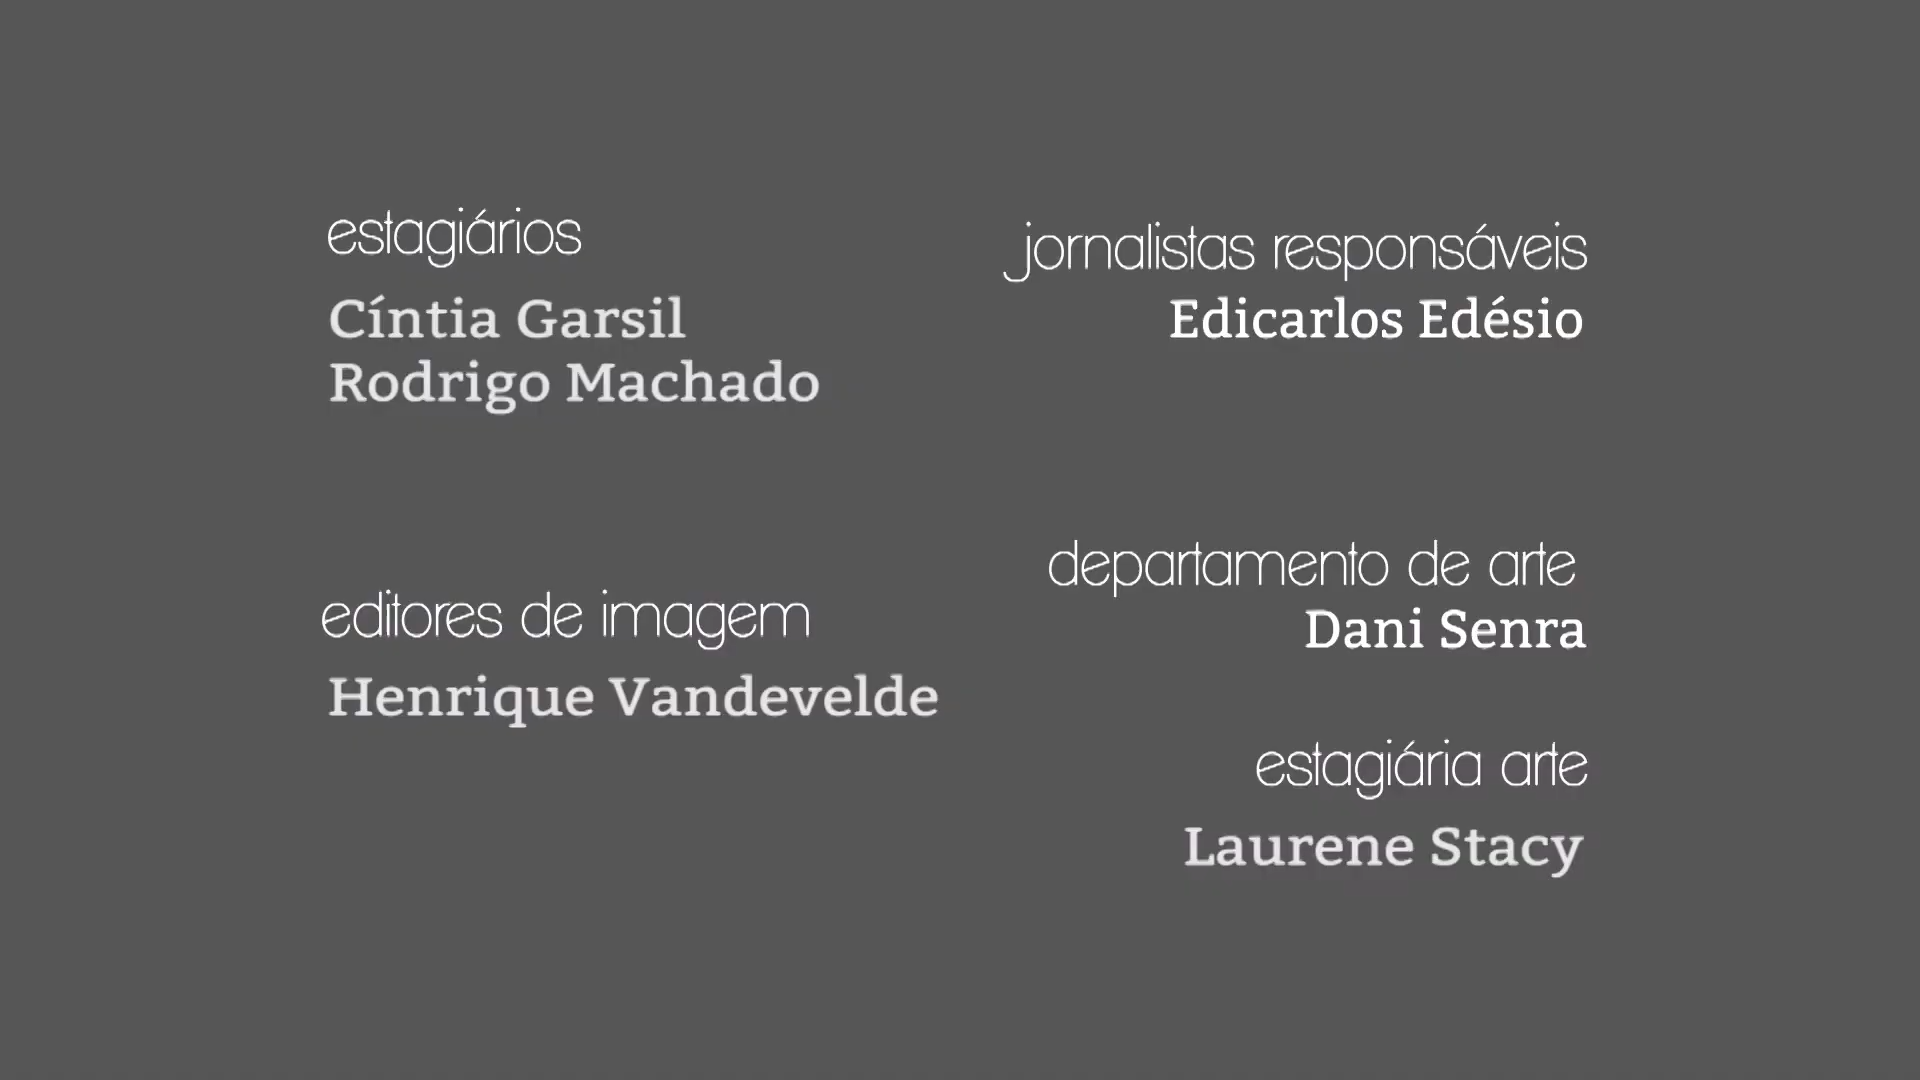 estagiários
Cíntia Garsil
Rodrigo Machado
editores de imagem
Henrique Vandevelde
jornalistas responsáveis
Edicarlos Edésio
departamento de arte
Dani Senra
estagiária arte
Laurene Stacy